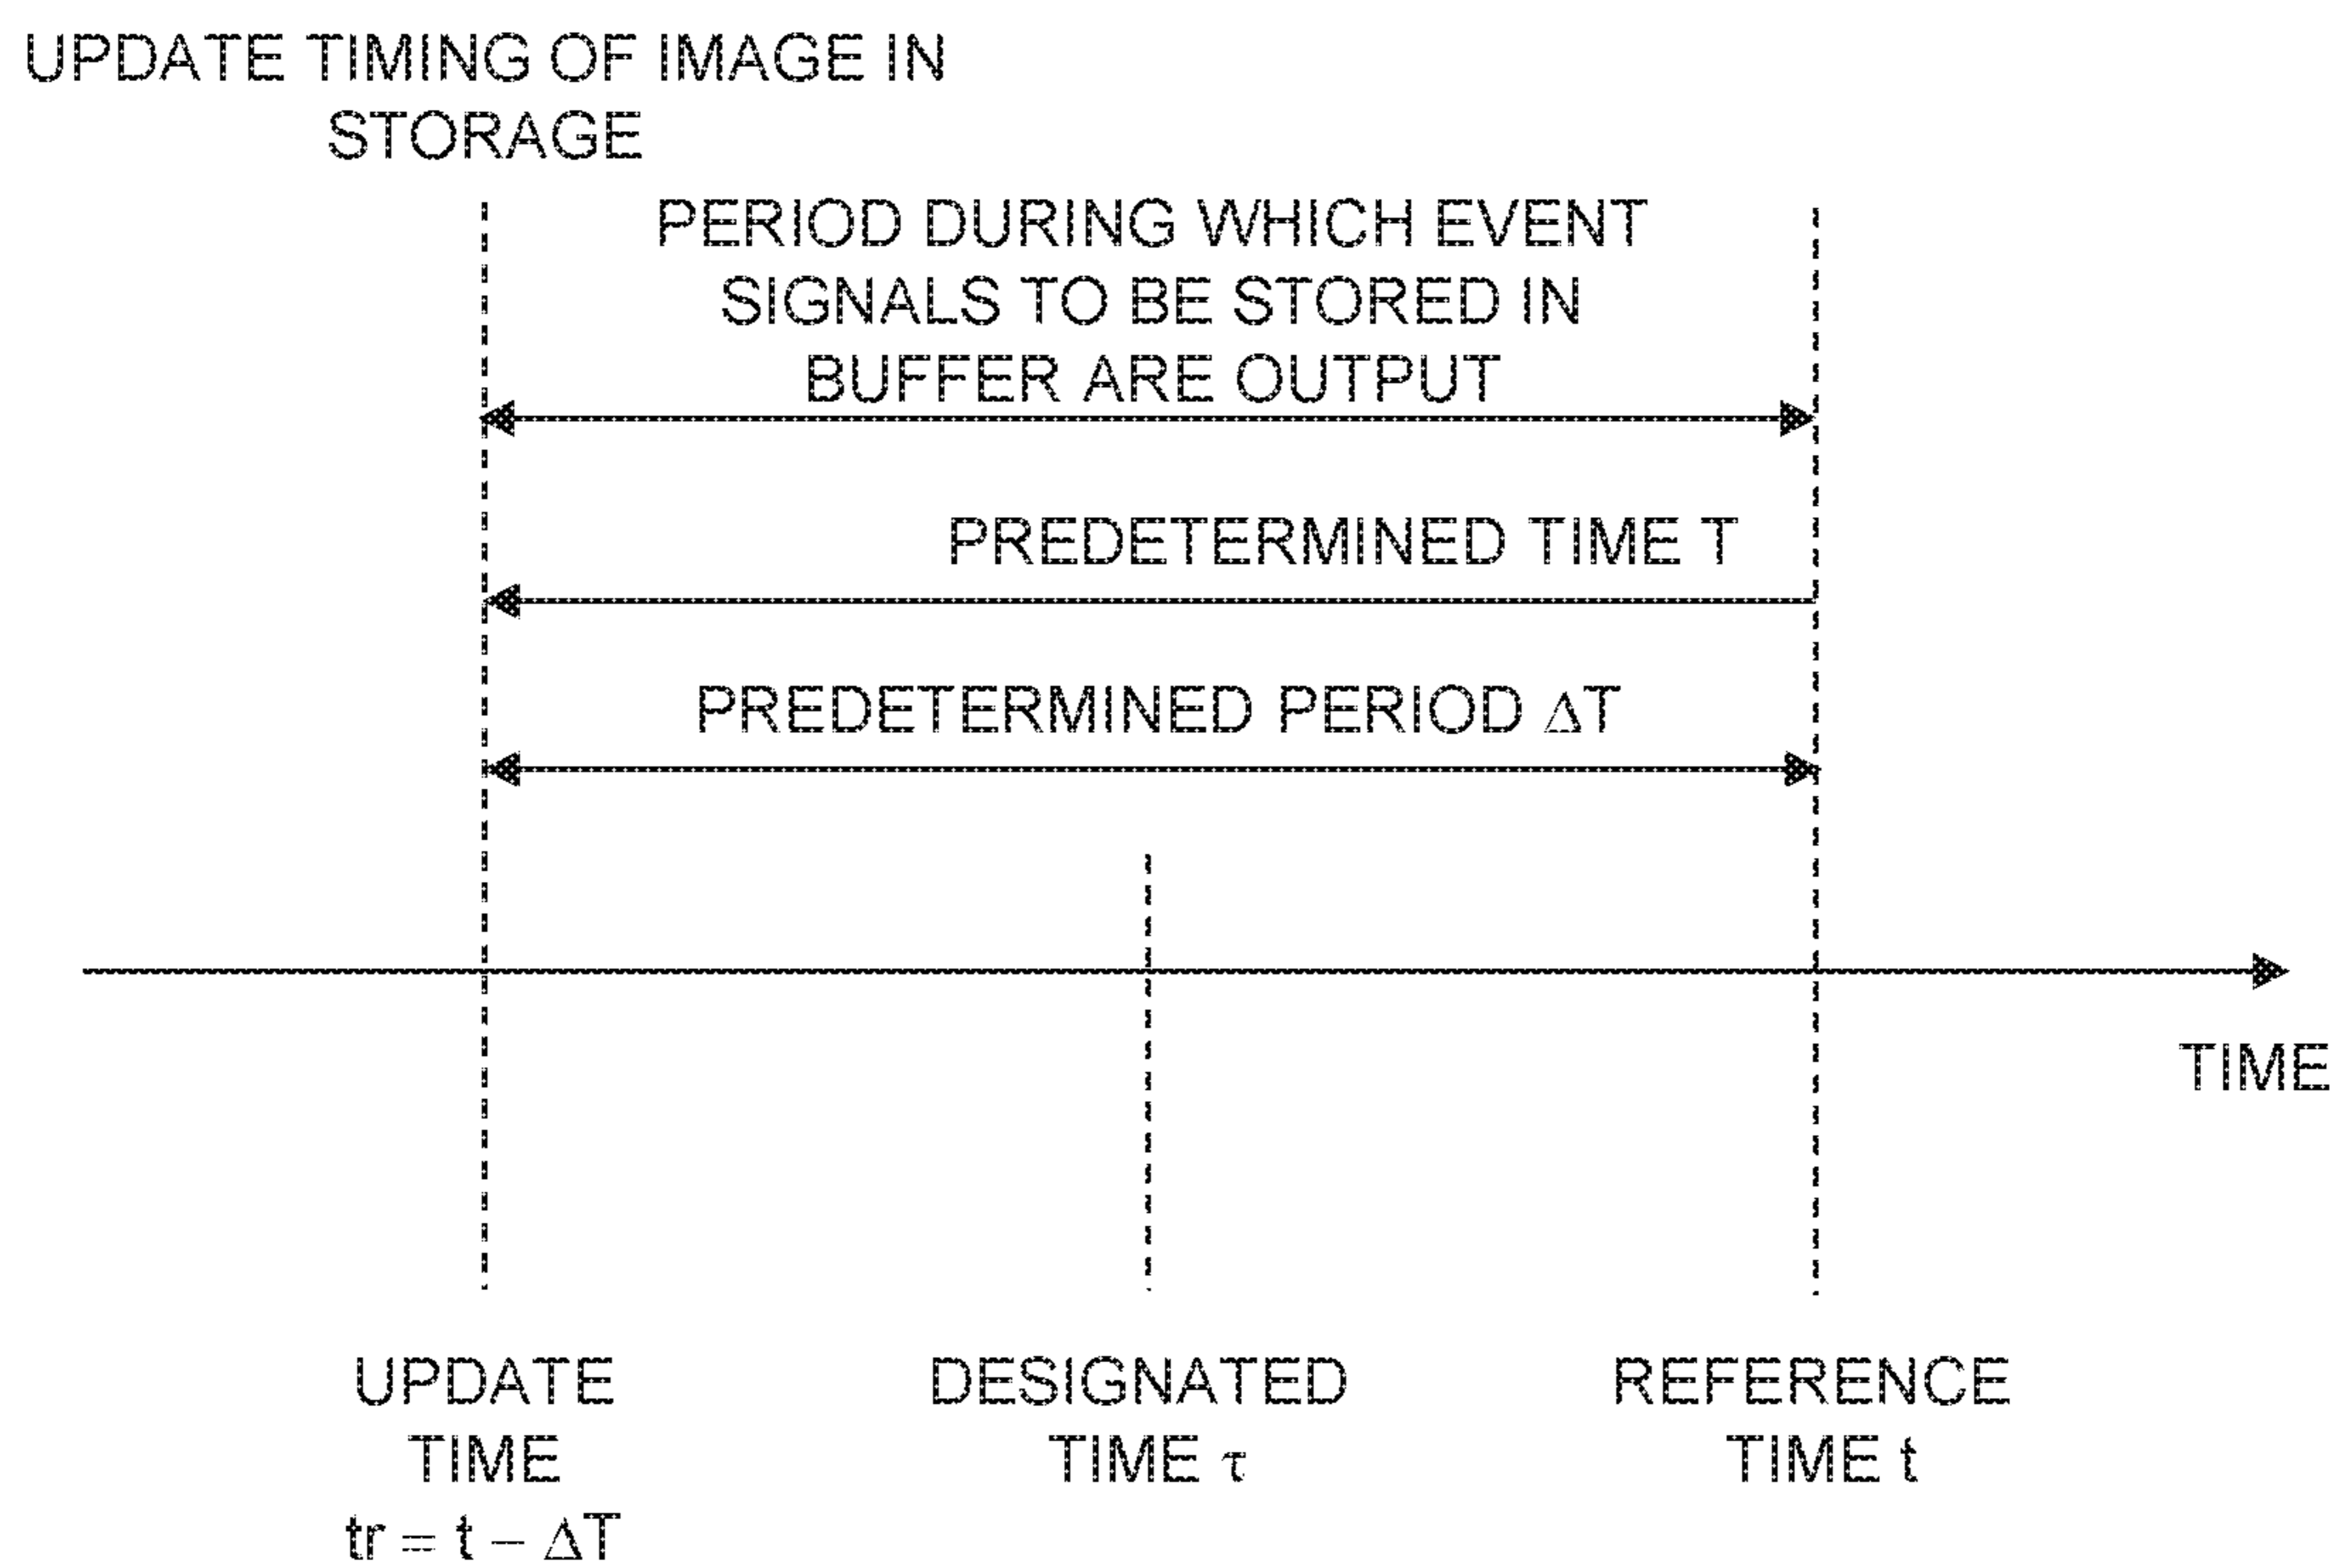 UPDATE TIMING OF IMAGE IN
STORAGE
PERIOD DURING WHICH EVENT
SIGNALS TO BE STORED IN
BUFFER ARE OUTPUT
PREDETERMINED TIME T
PREDETERMINED PERIOD ΔT
TIME
UPDATE
TIME
tr = t – ΔT
DESIGNATED
TIME τ
REFERENCE
TIME t